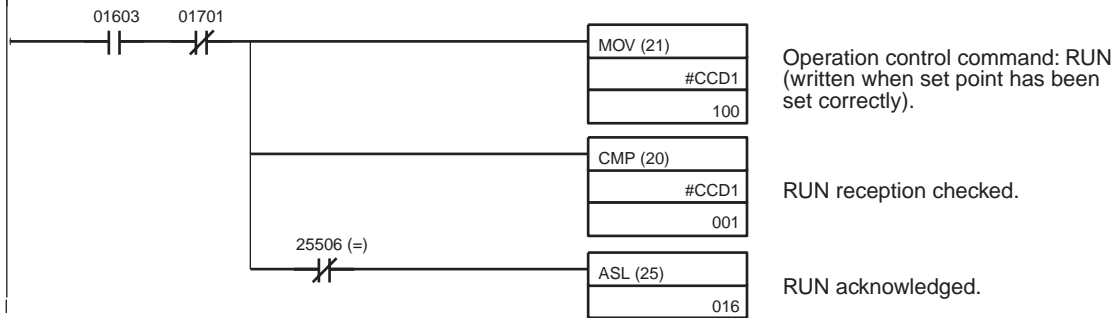 01603 01701
MOV (21)
#CCD1
100
Operation control command: RUN
(written when set point has been
set correctly).
CMP (20)
#CCD1
001
RUN reception checked.
25506 (=)
ASL (25)
016
RUN acknowledged.